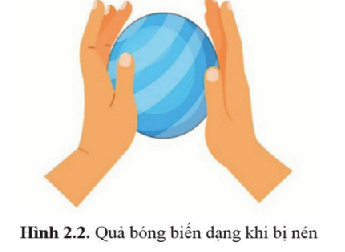 Hình 2.2. Quả bóng biến dạng khi bị nén